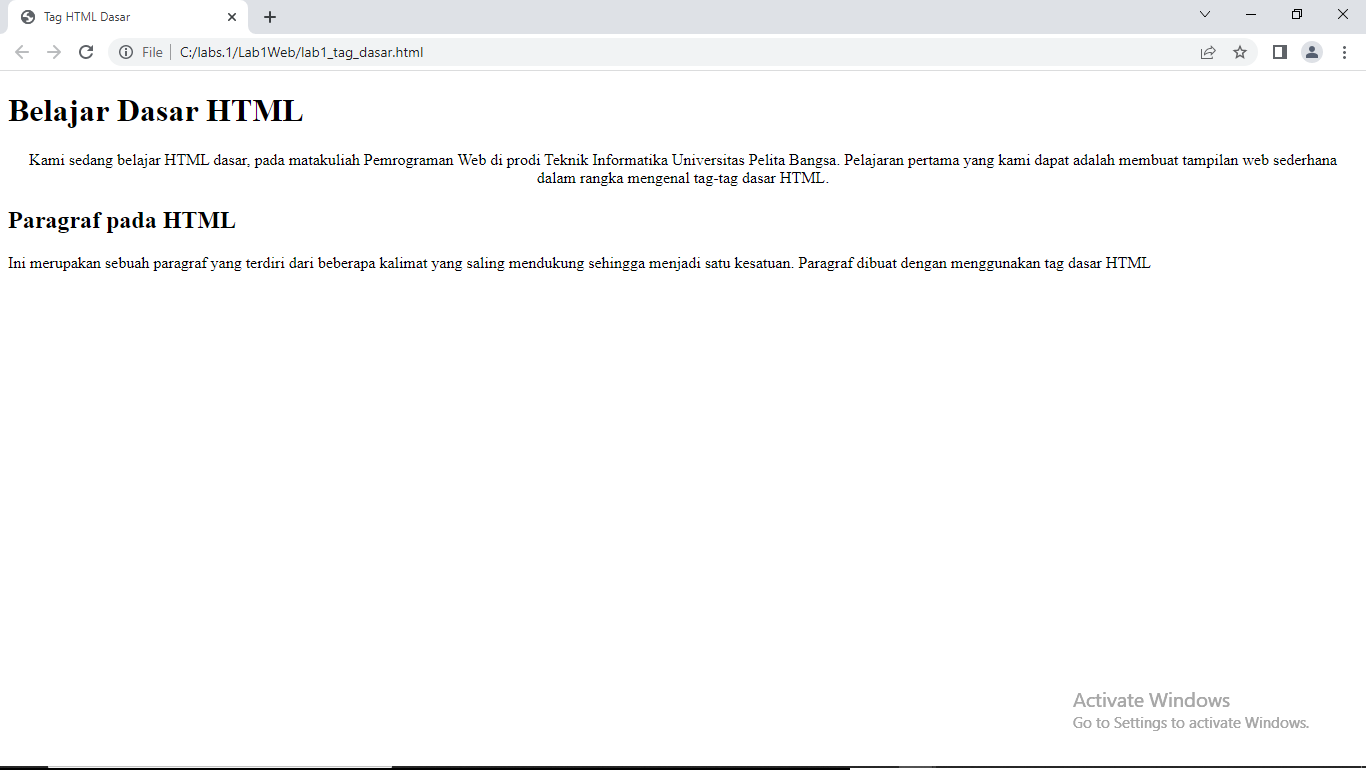 Tag HTML Dasar
File
C:/labs.1/Lab1Web/lab1_tag_dasar.html
Belajar Dasar HTML
Kami sedang belajar HTML dasar, pada matakuliah Pemrograman Web di prodi Teknik Informatika Universitas Pelita Bangsa. Pelajaran pertama yang kami dapat adalah membuat tampilan web sederhana
dalam rangka mengenal tag-tag dasar HTML.
Paragraf pada HTML
Ini merupakan sebuah paragraf yang terdiri dari beberapa kalimat yang saling mendukung sehingga menjadi satu kesatuan. Paragraf dibuat dengan menggunakan tag dasar HTML
Activate Windows
Go to Settings to activate Windows.